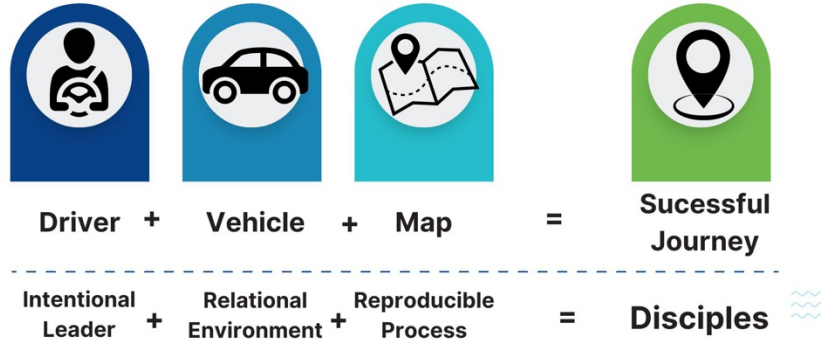 Driver + Vehicle + Map = Sucessful Journey
Intentional Leader + Relational Environment + Reproducible Process = Disciples